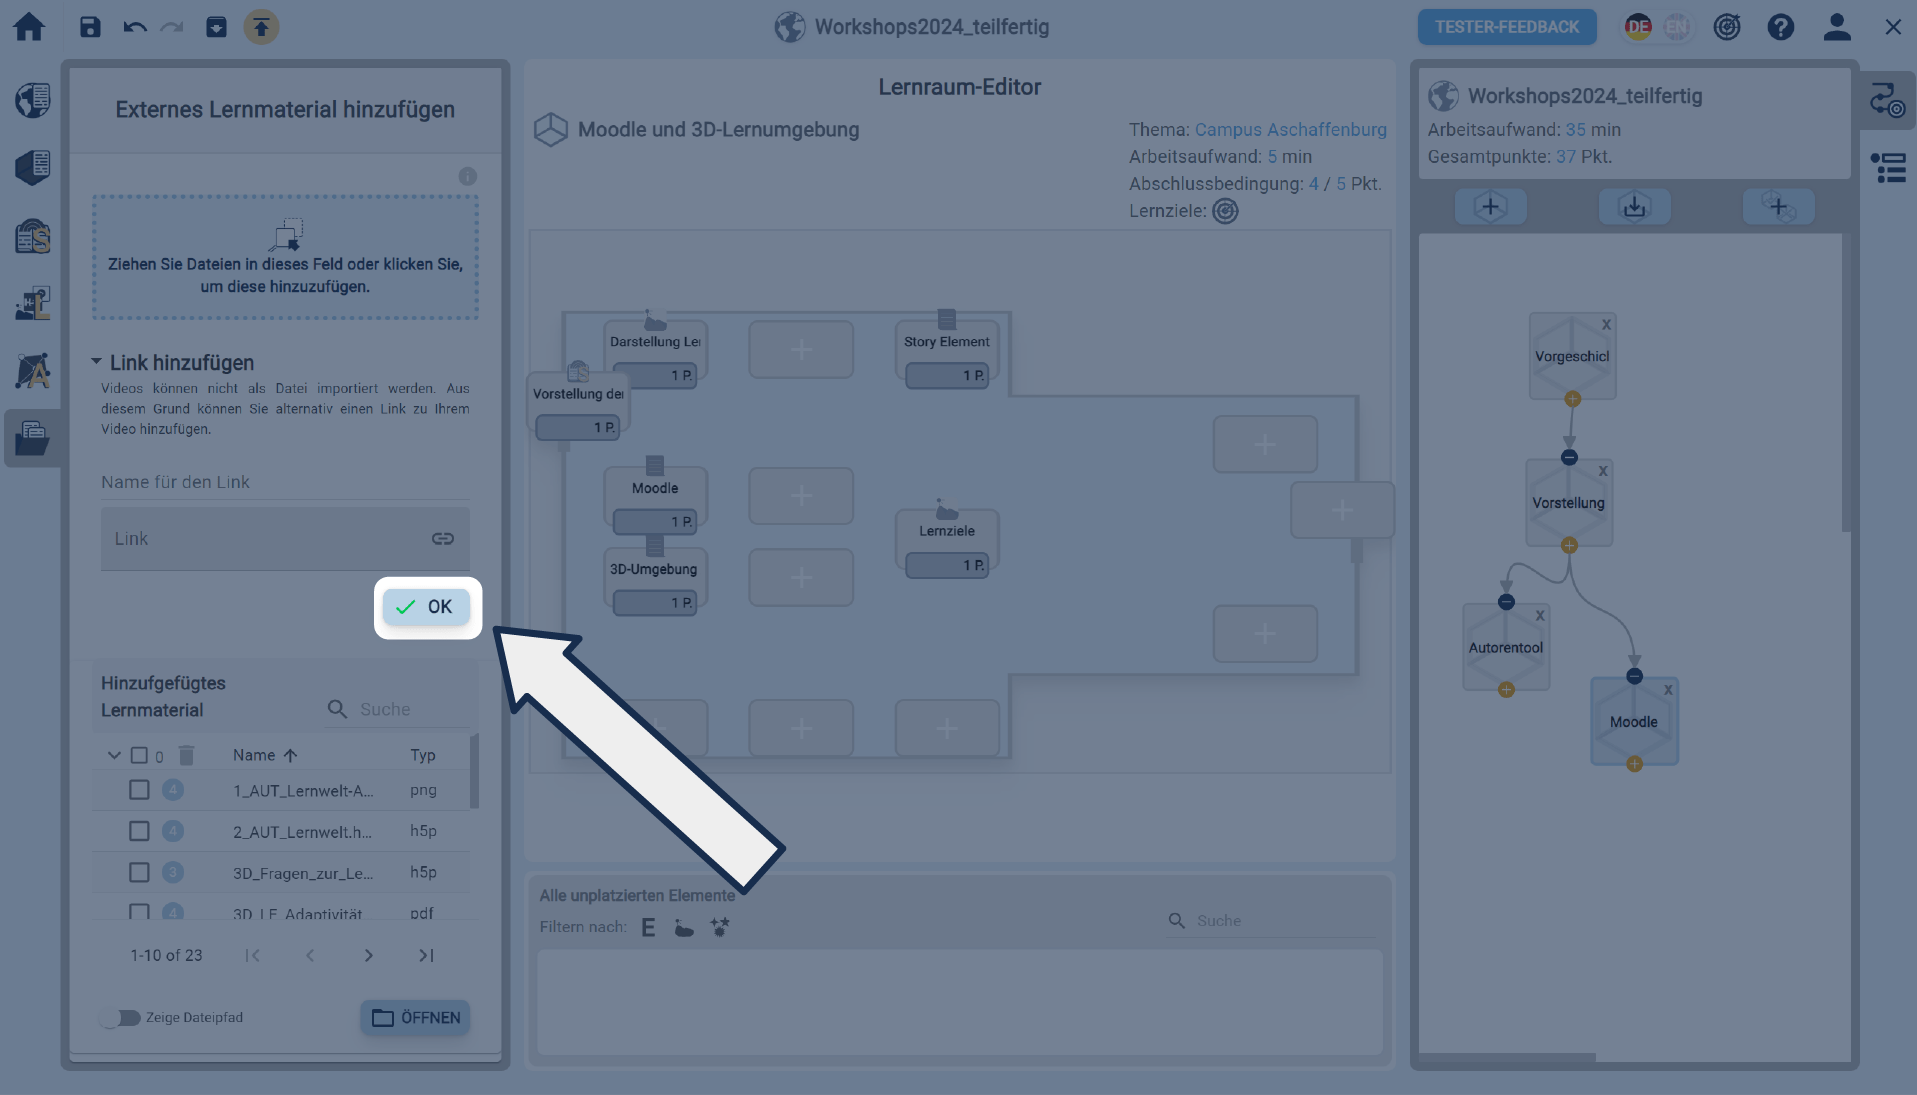 Workshops2024_teilfertig
TESTER-FEEDBACK
DE
EN
Externes Lernmaterial hinzufügen
Ziehen Sie Dateien in dieses Feld oder klicken Sie,
um diese hinzuzufügen.
Link hinzufügen
Videos können nicht als Datei importiert werden. Aus
diesem Grund können Sie alternativ einen Link zu Ihrem
Video hinzufügen.
Name für den Link
Link
OK
Hinzufgefügtes
Lernmaterial
Suche
0
Name
Typ
4 1_AUT_Lernwelt-A... png
4 2_AUT_Lernwelt.h... h5p
3 3D_Fragen_zur_Le... h5p
4 3D_LE_Adaptivität pdf
1-10 of 23
Zeige Dateipfad
ÖFFNEN
Lernraum-Editor
Moodle und 3D-Lernumgebung
Thema: Campus Aschaffenburg
Arbeitsaufwand: 5 min
Abschlussbedingung: 4 / 5 Pkt.
Lernziele:
Darstellung Ler
1 P.
Story Element
1 P.
Vorstellung der
1 P.
Moodle
1 P.
Lernziele
1 P.
3D-Umgebung
1 P.
Alle unplatzierten Elemente
Filtern nach: E
Suche
Workshops2024_teilfertig
Arbeitsaufwand: 35 min
Gesamtpunkte: 37 Pkt.
X
Vorgeschicl
X
Vorstellung
X
Autorentool
X
Moodle